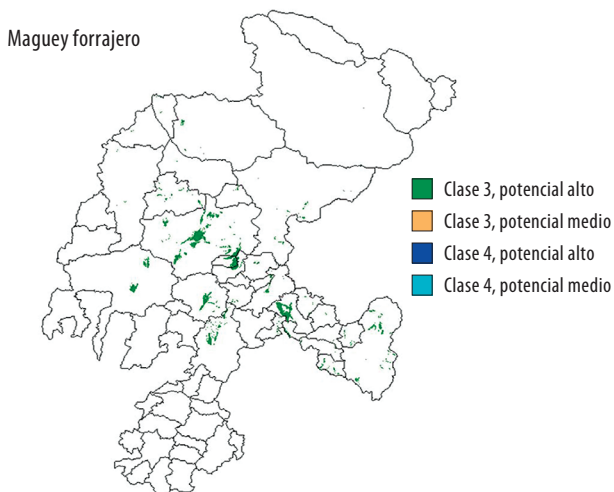 Maguey forrajero
Clase 3, potencial alto
Clase 3, potencial medio
Clase 4, potencial alto
Clase 4, potencial medio